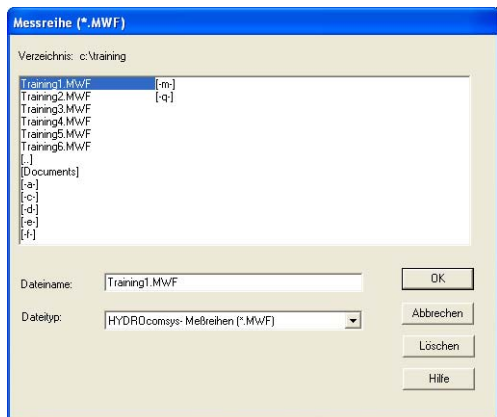 Messreihe (*.MWF)
Verzeichnis: c:\training
Training1.MWF [-m-]
Training2.MWF [-q-]
Training3.MWF
Training4.MWF
Training5.MWF
Training6.MWF
[..]
[Documents]
[-a-]
[-c-]
[-d-]
[-e-]
[-f-]
Dateiname: Training1.MWF OK
Dateityp: HYDROcomsys- Meßreihen (*.MWF) Abbrechen
Löschen
Hilfe